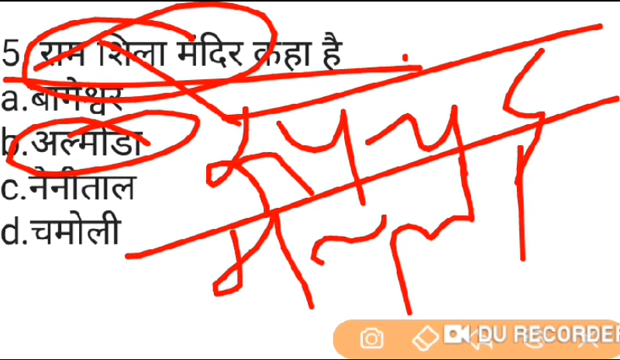 5. राम शिला मंदिर कहा है
a.बागेश्वर
b.अल्मोडा
c.नैनीताल
d.चमोली
DU RECORDER